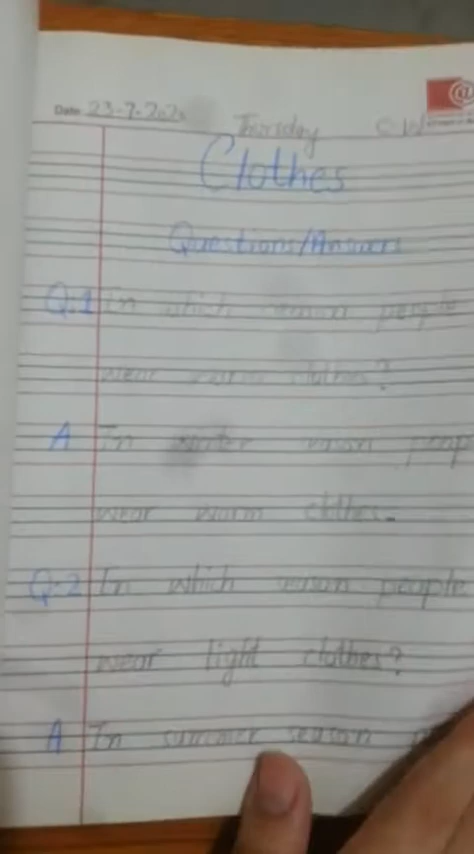 Date: 23-7-2020 Thursday C.W
Clothes
Questions/Answers
Q:1 In which season people
wear warm clothes?
A In winter season peop
wear warm clothes.
Q:2 In which season people
wear light clothes?
A In summer season